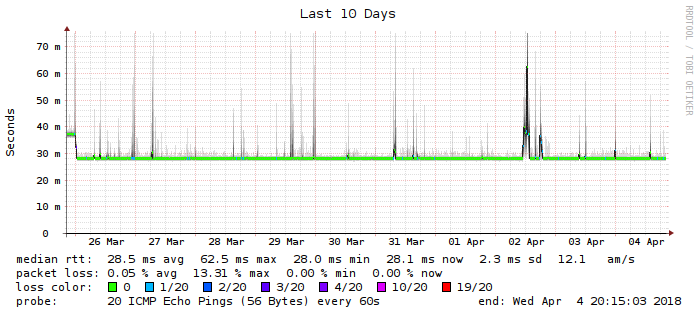 Last 10 Days
RRDTOOL / TOBI OETIKER
Seconds
70 m
60 m
50 m
40 m
30 m
20 m
10 m
0
26 Mar 27 Mar 28 Mar 29 Mar 30 Mar 31 Mar 01 Apr 02 Apr 03 Apr 04 Apr
median rtt: 28.5 ms avg 62.5 ms max 28.0 ms min 28.1 ms now 2.3 ms sd 12.1 am/s
packet loss: 0.05 % avg 13.31 % max 0.00 % min 0.00 % now
loss color: 0 1/20 2/20 3/20 4/20 10/20 19/20
probe: 20 ICMP Echo Pings (56 Bytes) every 60s end: Wed Apr 4 20:15:03 2018